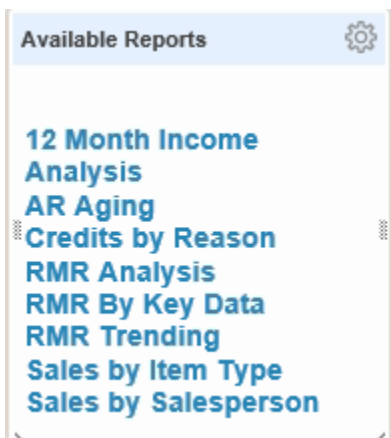 Available Reports
12 Month Income
Analysis
AR Aging
Credits by Reason
RMR Analysis
RMR By Key Data
RMR Trending
Sales by Item Type
Sales by Salesperson